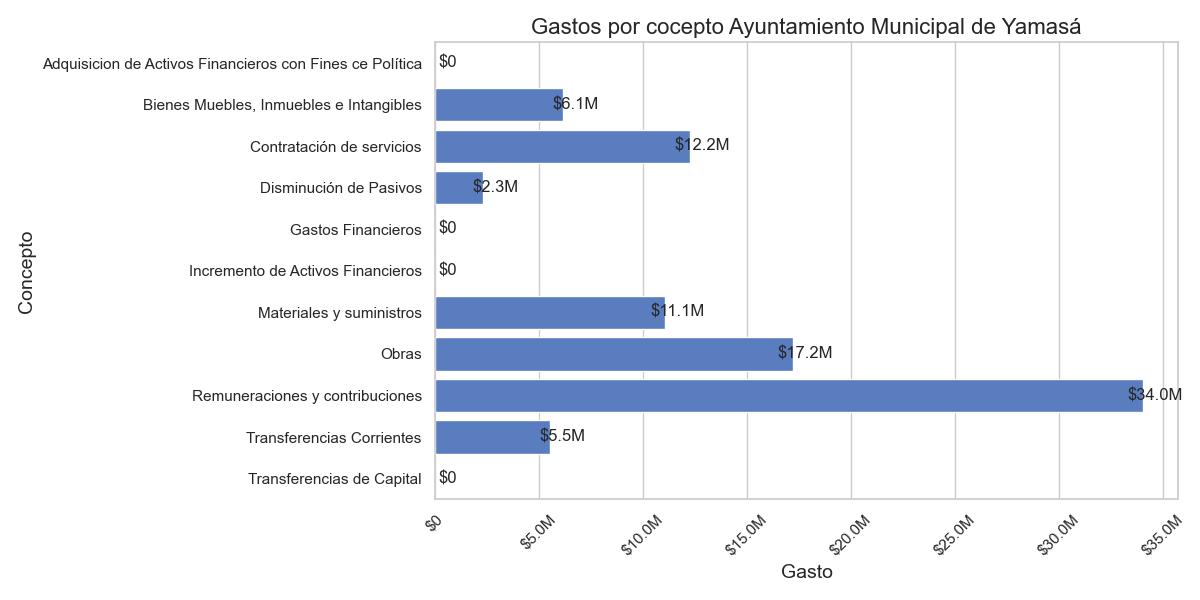 Gastos por cocepto Ayuntamiento Municipal de Yamasá
Concepto
Adquisicion de Activos Financieros con Fines ce Política $0
Bienes Muebles, Inmuebles e Intangibles $6.1M
Contratación de servicios $12.2M
Disminución de Pasivos $2.3M
Gastos Financieros $0
Incremento de Activos Financieros $0
Materiales y suministros $11.1M
Obras $17.2M
Remuneraciones y contribuciones $34.0M
Transferencias Corrientes $5.5M
Transferencias de Capital $0
$0 $5.0M $10.0M $15.0M $20.0M $25.0M $30.0M $35.0M
Gasto